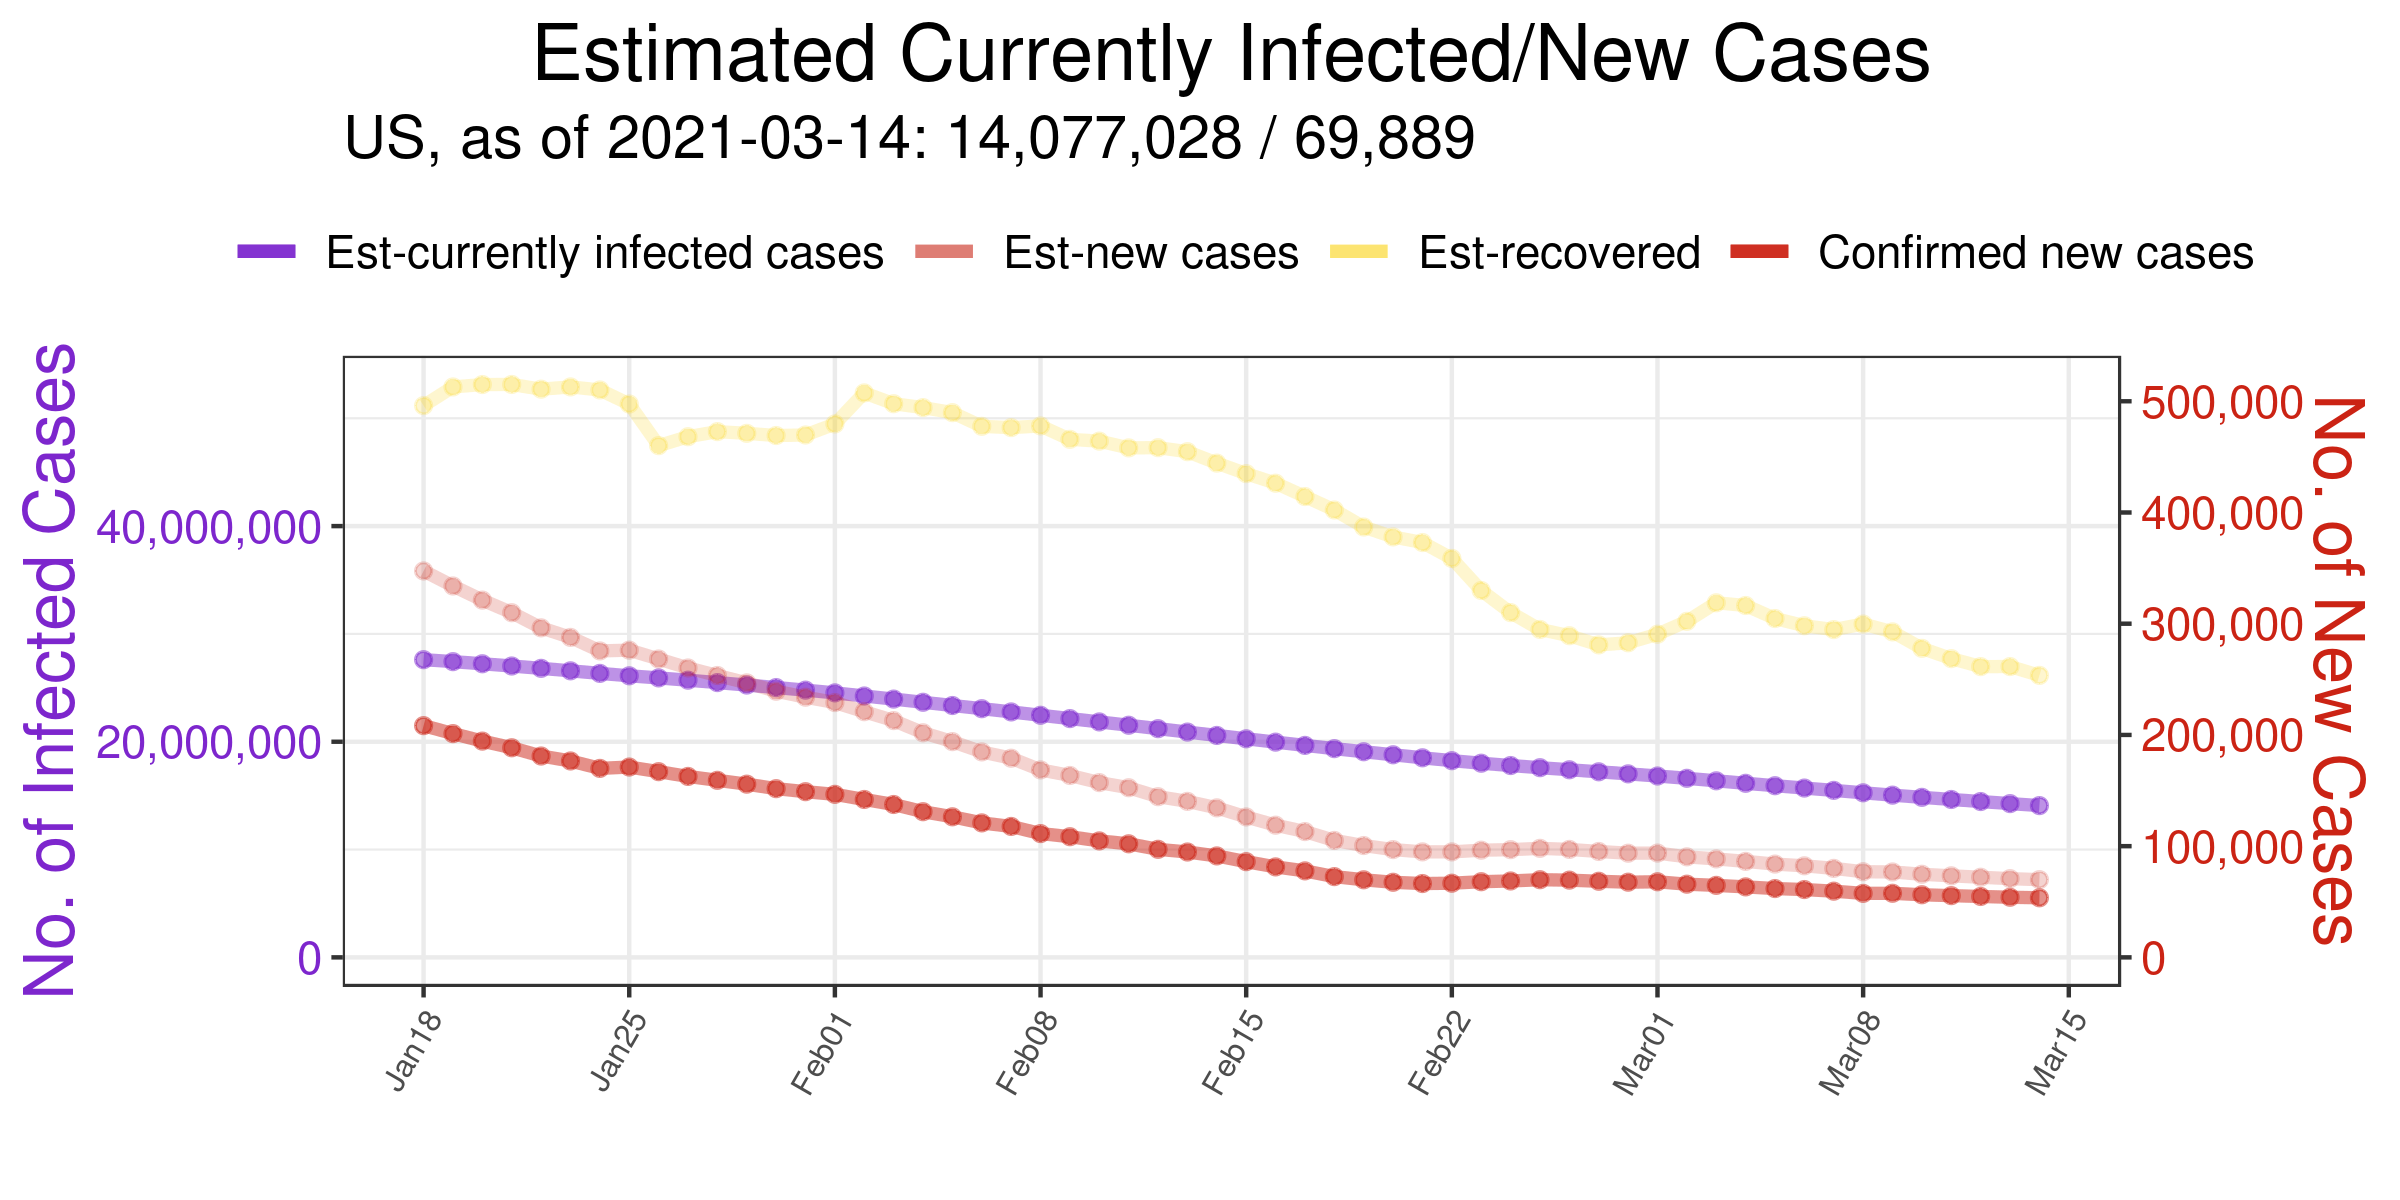 Estimated Currently Infected/New Cases
US, as of 2021-03-14: 14,077,028 / 69,889
Est-currently infected cases Est-new cases Est-recovered Confirmed new cases
No. of Infected Cases
40,000,000
20,000,000
0
500,000
400,000
300,000
200,000
100,000
0
No. of New Cases
Jan18 Jan25 Feb01 Feb08 Feb15 Feb22 Mar01 Mar08 Mar15